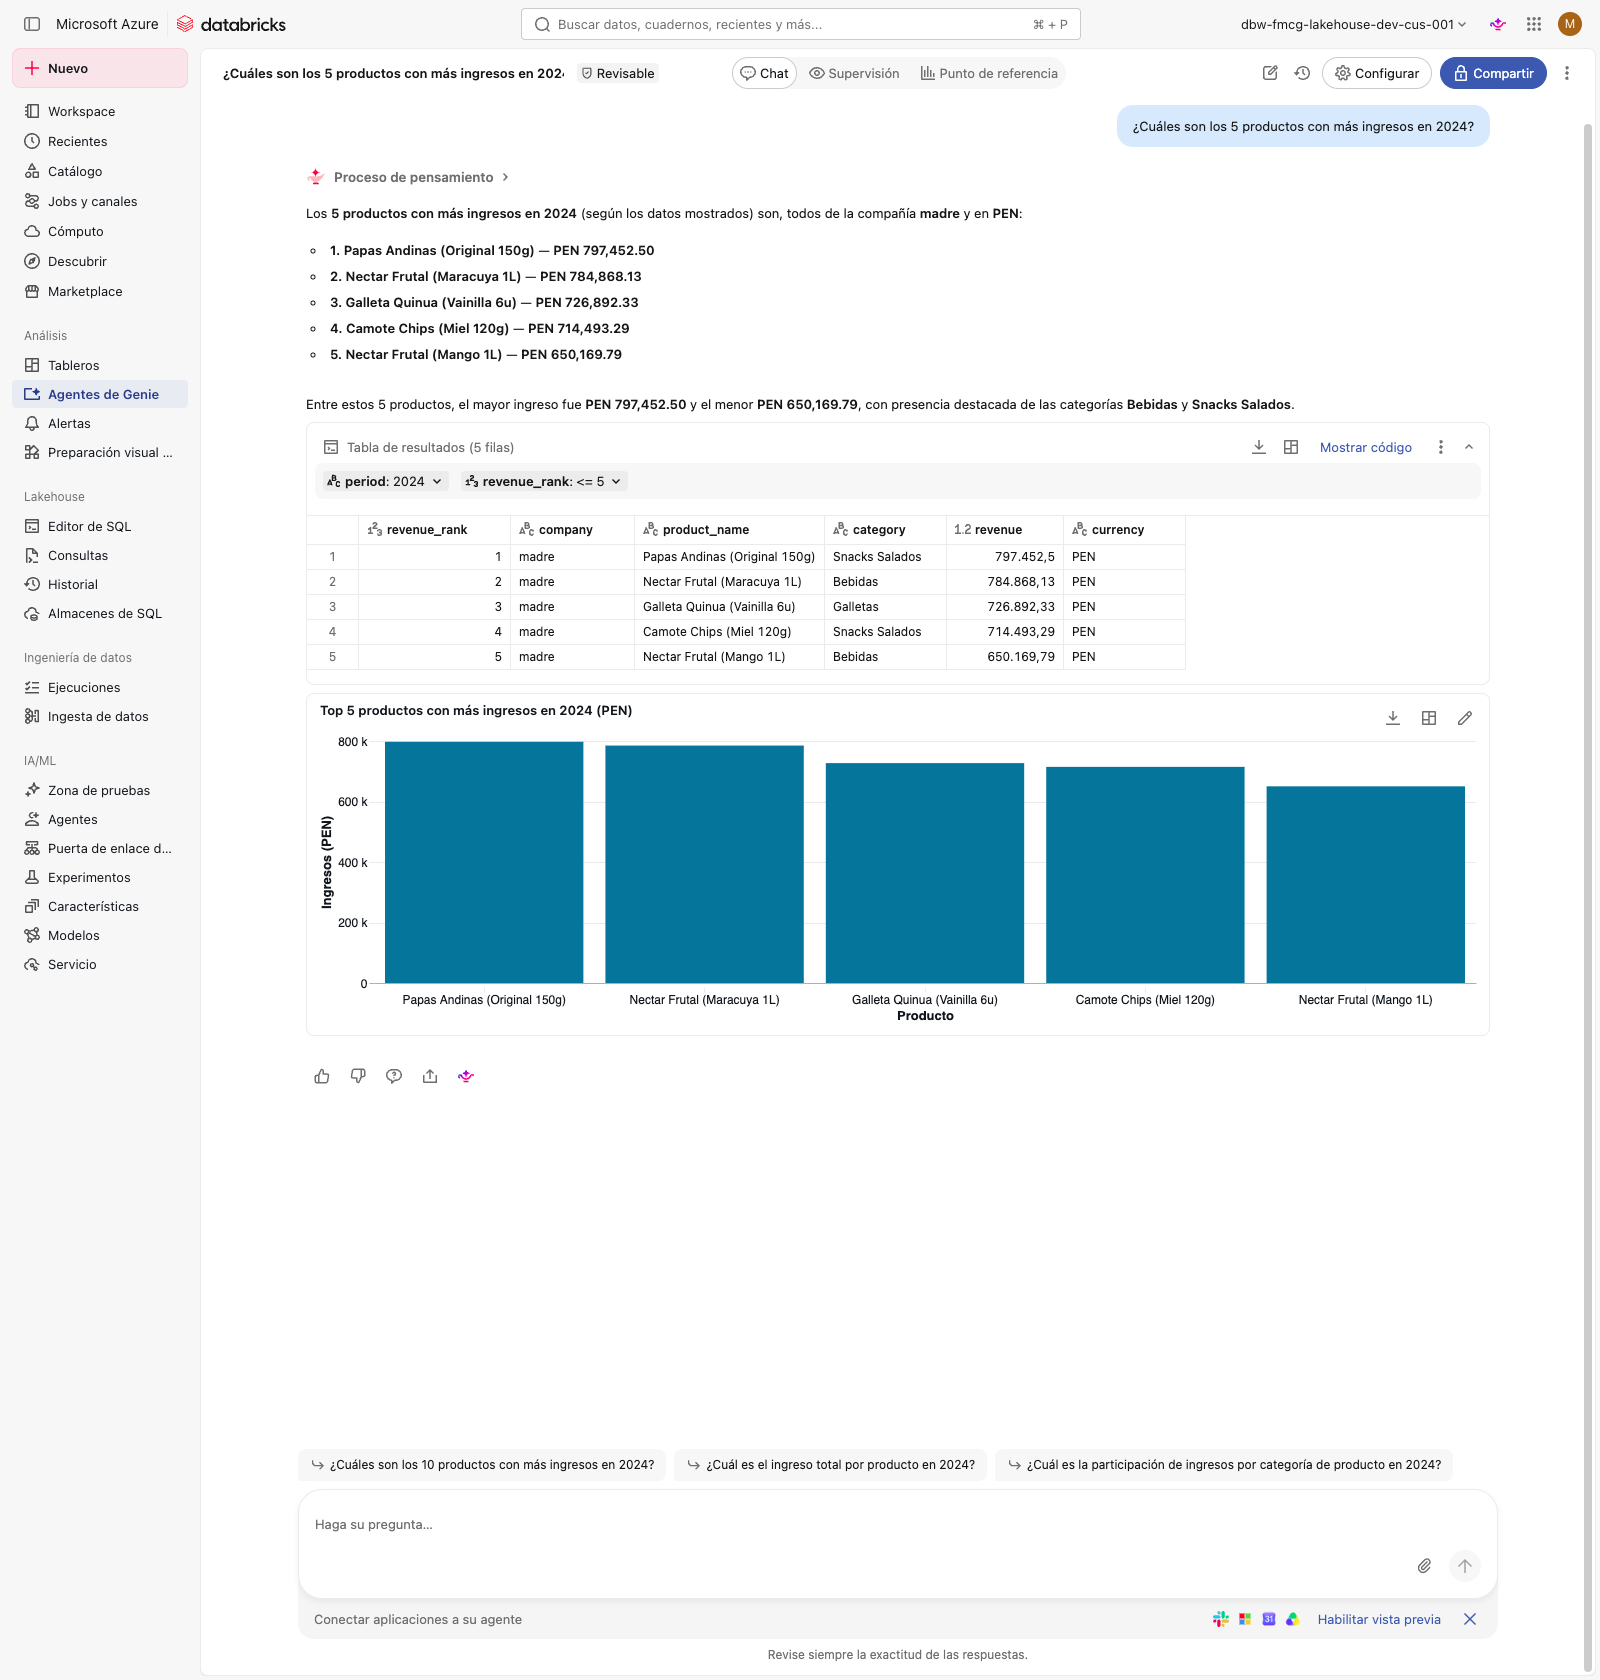 Microsoft Azure
databricks
Buscar datos, cuadernos, recientes y más...
⌘ + P
dbw-fmcg-lakehouse-dev-cus-001
M
Nuevo
Workspace
Recientes
Catálogo
Jobs y canales
Cómputo
Descubrir
Marketplace
Análisis
Tableros
Agentes de Genie
Alertas
Preparación visual ...
Lakehouse
Editor de SQL
Consultas
Historial
Almacenes de SQL
Ingeniería de datos
Ejecuciones
Ingesta de datos
IA/ML
Zona de pruebas
Agentes
Puerta de enlace d...
Experimentos
Características
Modelos
Servicio
¿Cuáles son los 5 productos con más ingresos en 202
Revisable
Chat
Supervisión
Punto de referencia
Configurar
Compartir
¿Cuáles son los 5 productos con más ingresos en 2024?
Proceso de pensamiento
Los 5 productos con más ingresos en 2024 (según los datos mostrados) son, todos de la compañía madre y en PEN:
1. Papas Andinas (Original 150g) — PEN 797,452.50
2. Nectar Frutal (Maracuya 1L) — PEN 784,868.13
3. Galleta Quinua (Vainilla 6u) — PEN 726,892.33
4. Camote Chips (Miel 120g) — PEN 714,493.29
5. Nectar Frutal (Mango 1L) — PEN 650,169.79
Entre estos 5 productos, el mayor ingreso fue PEN 797,452.50 y el menor PEN 650,169.79, con presencia destacada de las categorías Bebidas y Snacks Salados.
Tabla de resultados (5 filas)
Mostrar código
period: 2024
revenue_rank: <= 5
revenue_rank company product_name category 1.2 revenue currency
1 1 madre Papas Andinas (Original 150g) Snacks Salados 797.452,5 PEN
2 2 madre Nectar Frutal (Maracuya 1L) Bebidas 784.868,13 PEN
3 3 madre Galleta Quinua (Vainilla 6u) Galletas 726.892,33 PEN
4 4 madre Camote Chips (Miel 120g) Snacks Salados 714.493,29 PEN
5 5 madre Nectar Frutal (Mango 1L) Bebidas 650.169,79 PEN
Top 5 productos con más ingresos en 2024 (PEN)
Ingresos (PEN)
800 k
600 k
400 k
200 k
0
Papas Andinas (Original 150g)
Nectar Frutal (Maracuya 1L)
Galleta Quinua (Vainilla 6u)
Camote Chips (Miel 120g)
Nectar Frutal (Mango 1L)
Producto
¿Cuáles son los 10 productos con más ingresos en 2024?
¿Cuál es el ingreso total por producto en 2024?
¿Cuál es la participación de ingresos por categoría de producto en 2024?
Haga su pregunta...
Conectar aplicaciones a su agente
31
Habilitar vista previa
Revise siempre la exactitud de las respuestas.